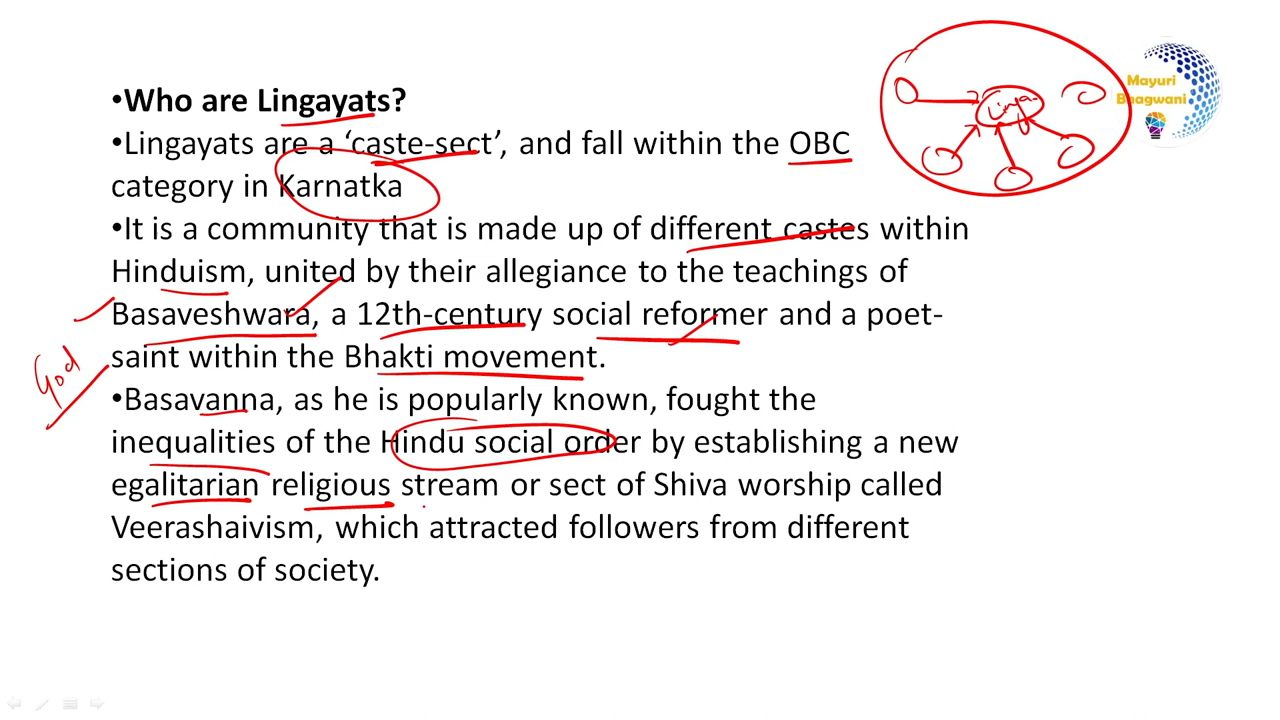 •Who are Lingayats?
•Lingayats are a ‘caste-sect’, and fall within the OBC
category in Karnatka
•It is a community that is made up of different castes within
Hinduism, united by their allegiance to the teachings of
Basaveshwara, a 12th-century social reformer and a poet-
saint within the Bhakti movement.
•Basavanna, as he is popularly known, fought the
inequalities of the Hindu social order by establishing a new
egalitarian religious stream or sect of Shiva worship called
Veerashaivism, which attracted followers from different
sections of society.
God
Mayuri
Bhagwani